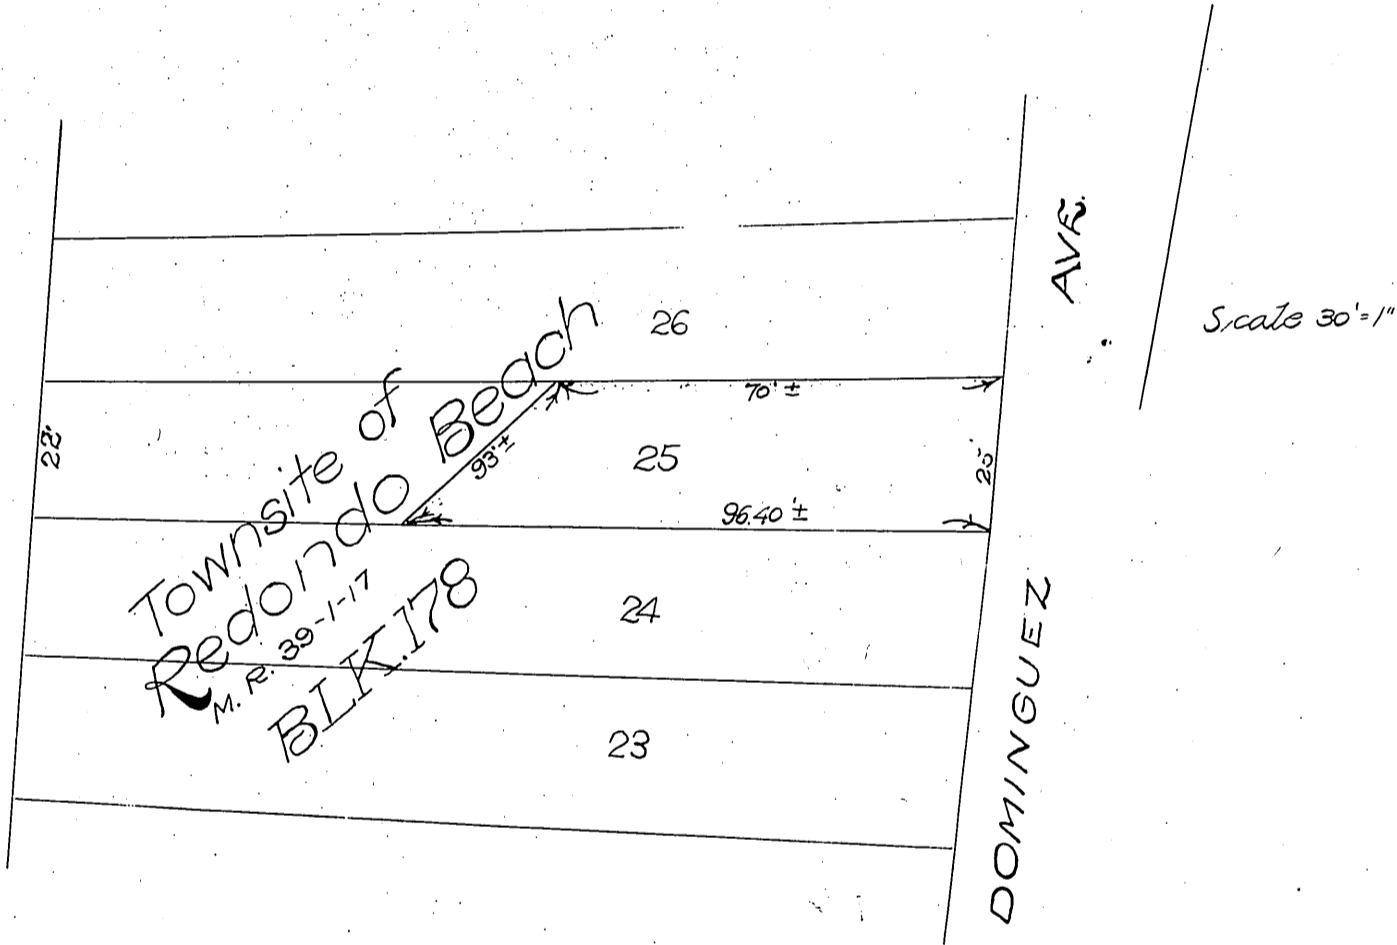 AVE.
Scale 30'=1"
26
70' ±
Townsite of
Redondo Beach
M. R. 39-1-17
BLK. 178
93'±
22'
25
25'
96.40' ±
24
23
DOMINGUEZ